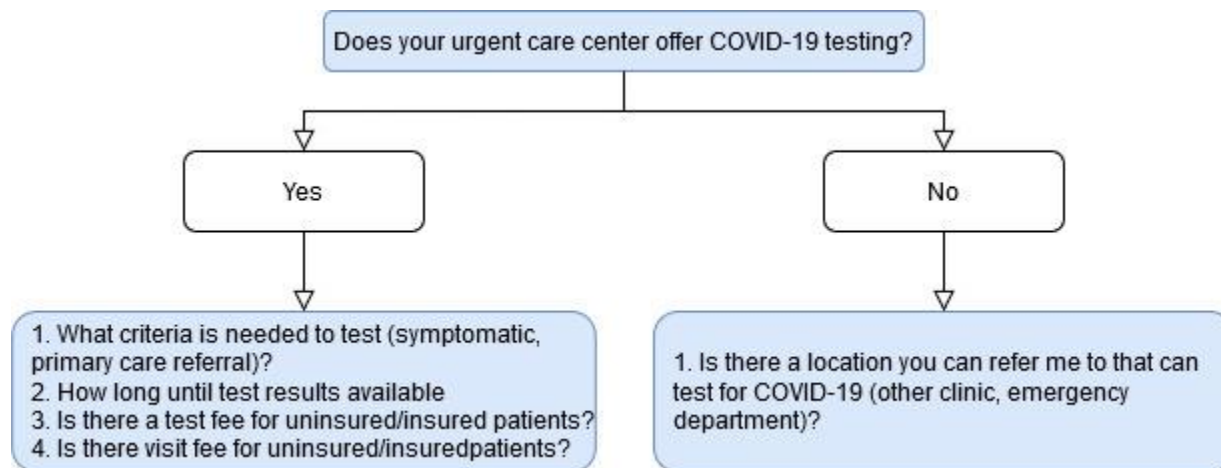 Does your urgent care center offer COVID-19 testing?
Yes
No
1. What criteria is needed to test (symptomatic,
primary care referral)?
2. How long until test results available
3. Is there a test fee for uninsured/insured patients?
4. Is there visit fee for uninsured/insuredpatients?
1. Is there a location you can refer me to that can
test for COVID-19 (other clinic, emergency
department)?